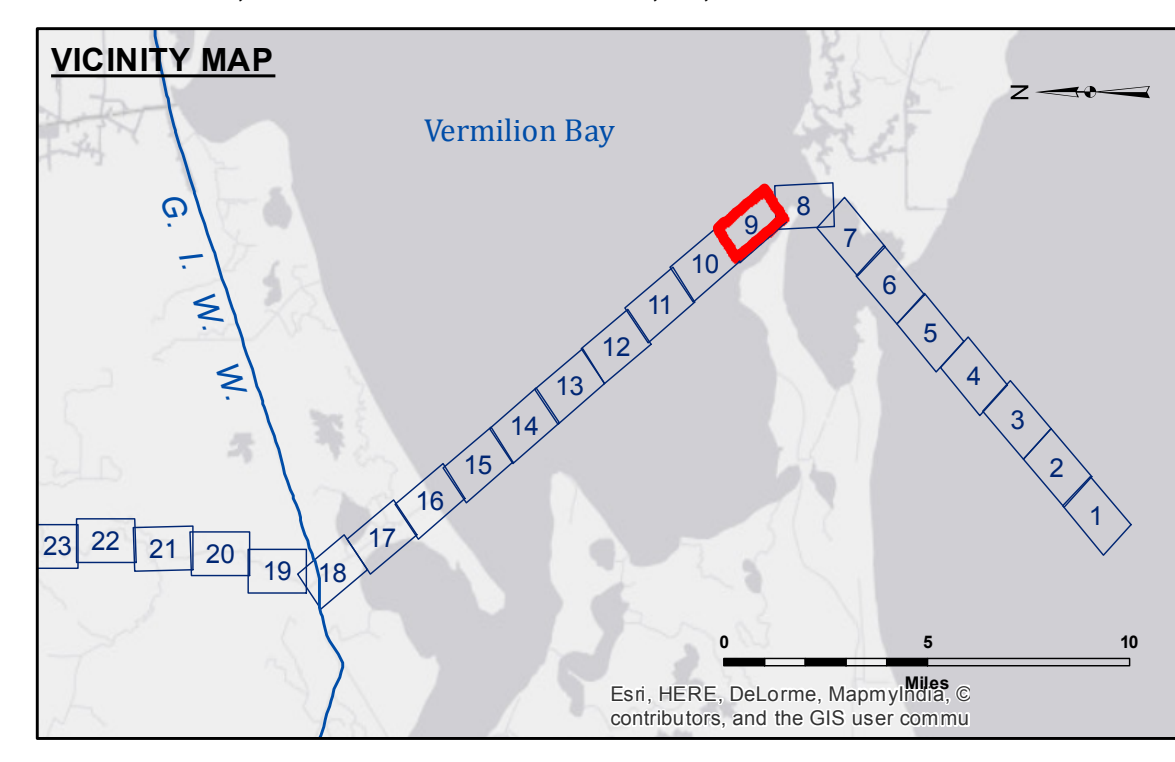 VICINITY MAP
N
Vermilion Bay
G. I. W. W.
9
8
7
10
6
11
5
12
4
13
3
14
2
15
1
16
17
18
19
20
21
22
23
0 5 10
Miles
Esri, HERE, DeLorme, MapmyIndia, ©
contributors, and the GIS user commu